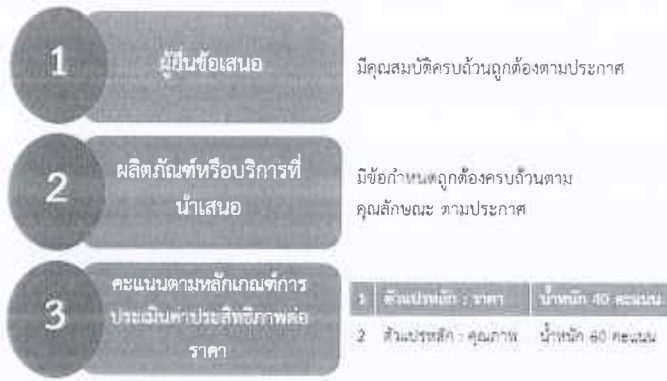 1
ผู้ยื่นข้อเสนอ
มีคุณสมบัติครบถ้วนถูกต้องตามประกาศ
2
ผลิตภัณฑ์หรือบริการที่
นำเสนอ
มีข้อกำหนดถูกต้องครบถ้วนตาม
คุณลักษณะ ตามประกาศ
3
คะแนนตามหลักเกณฑ์การ
ประเมินค่าประสิทธิภาพต่อ
ราคา
1 ตัวแปรหลัก : ราคา น้ำหนัก 40 คะแนน
2 ตัวแปรหลัก : คุณภาพ น้ำหนัก 60 คะแนน